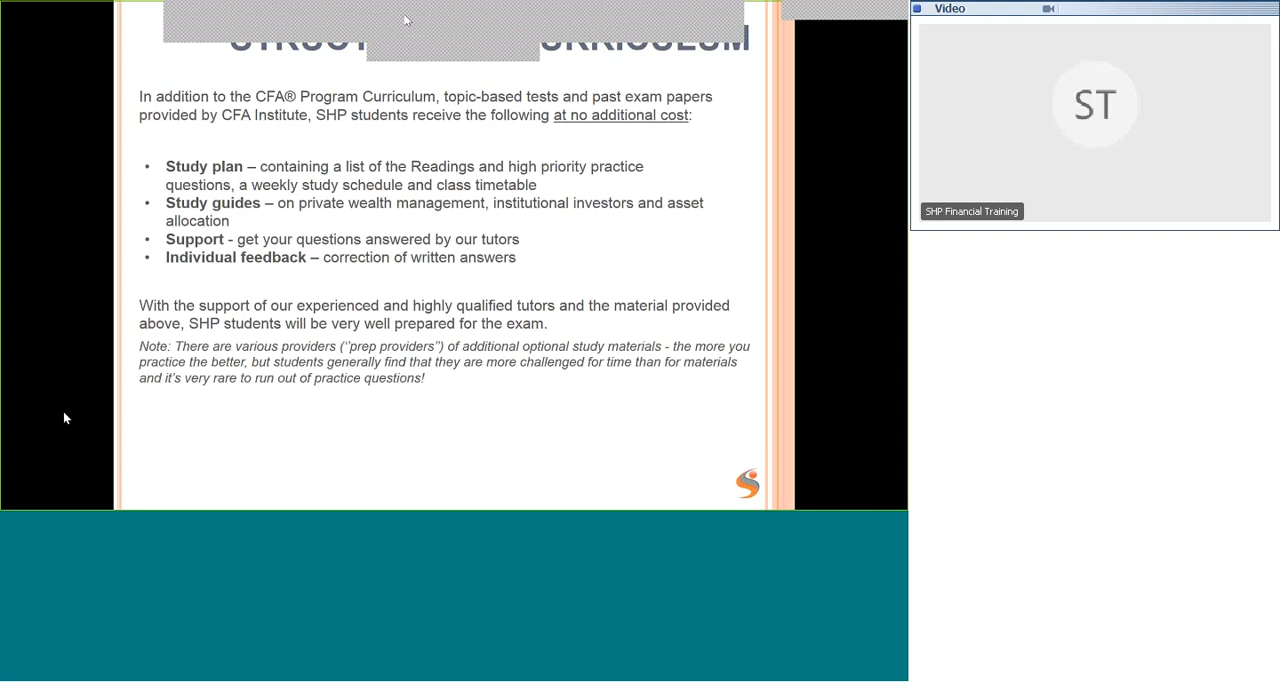 In addition to the CFA® Program Curriculum, topic-based tests and past exam papers
provided by CFA Institute, SHP students receive the following at no additional cost:
• Study plan – containing a list of the Readings and high priority practice
questions, a weekly study schedule and class timetable
• Study guides – on private wealth management, institutional investors and asset
allocation
• Support - get your questions answered by our tutors
• Individual feedback – correction of written answers
With the support of our experienced and highly qualified tutors and the material provided
above, SHP students will be very well prepared for the exam.
Note: There are various providers (‘’prep providers’’) of additional optional study materials - the more you
practice the better, but students generally find that they are more challenged for time than for materials
and it’s very rare to run out of practice questions!
Video
ST
SHP Financial Training